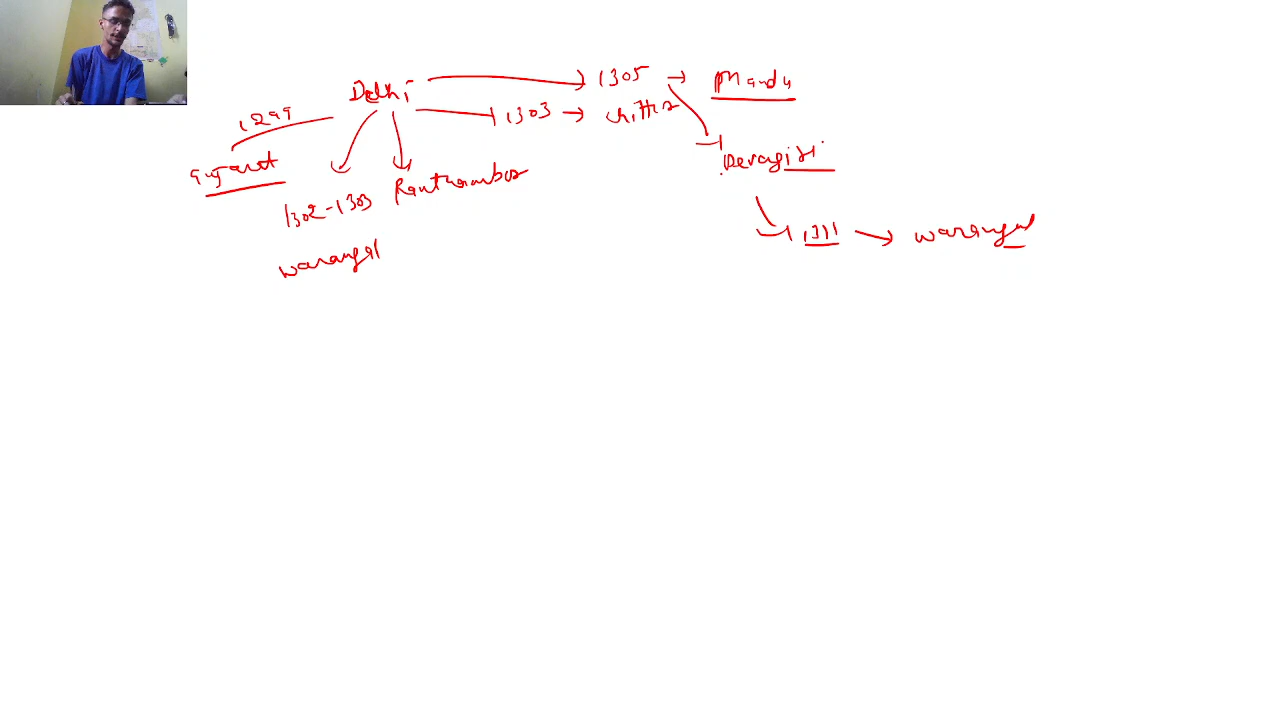 Delhi → 1305 → Mandu
1303 → chittor
1299
Gujarat
Devagiri
1302-1303
Ranthambor
1311 → warangal
warangal